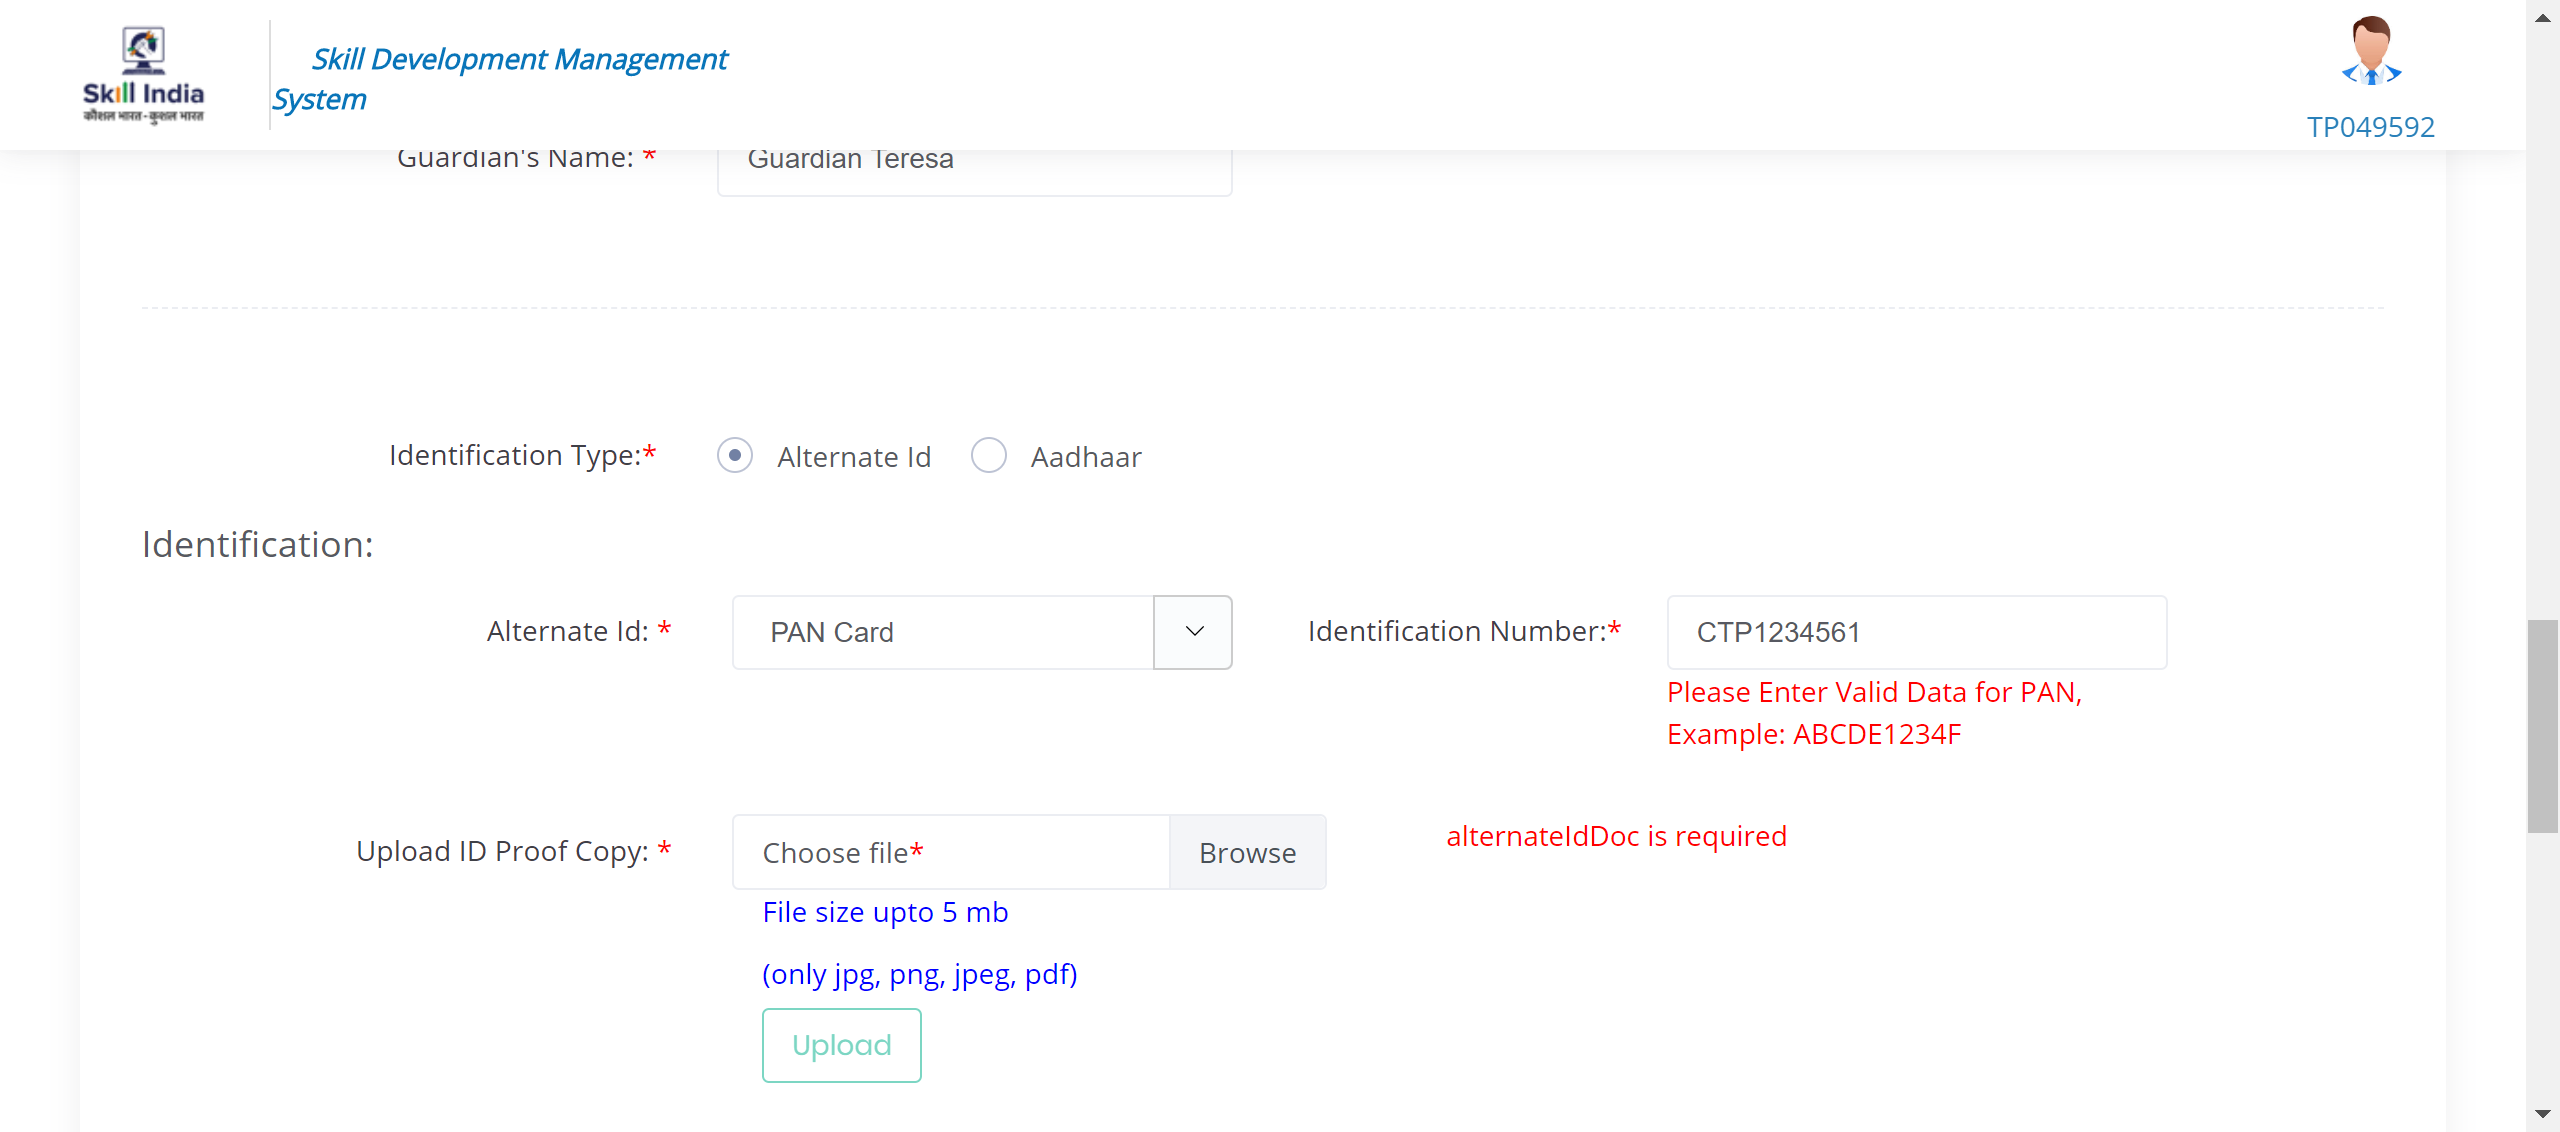 Skill India
कौशल भारत - कुशल भारत
Skill Development Management
System
TP049592
Guardian's Name: *
Guardian Teresa
Identification Type:*
Alternate Id
Aadhaar
Identification:
Alternate Id: *
PAN Card
Identification Number:*
CTP1234561
Please Enter Valid Data for PAN,
Example: ABCDE1234F
Upload ID Proof Copy: *
Choose file*
Browse
alternateIdDoc is required
File size upto 5 mb
(only jpg, png, jpeg, pdf)
Upload